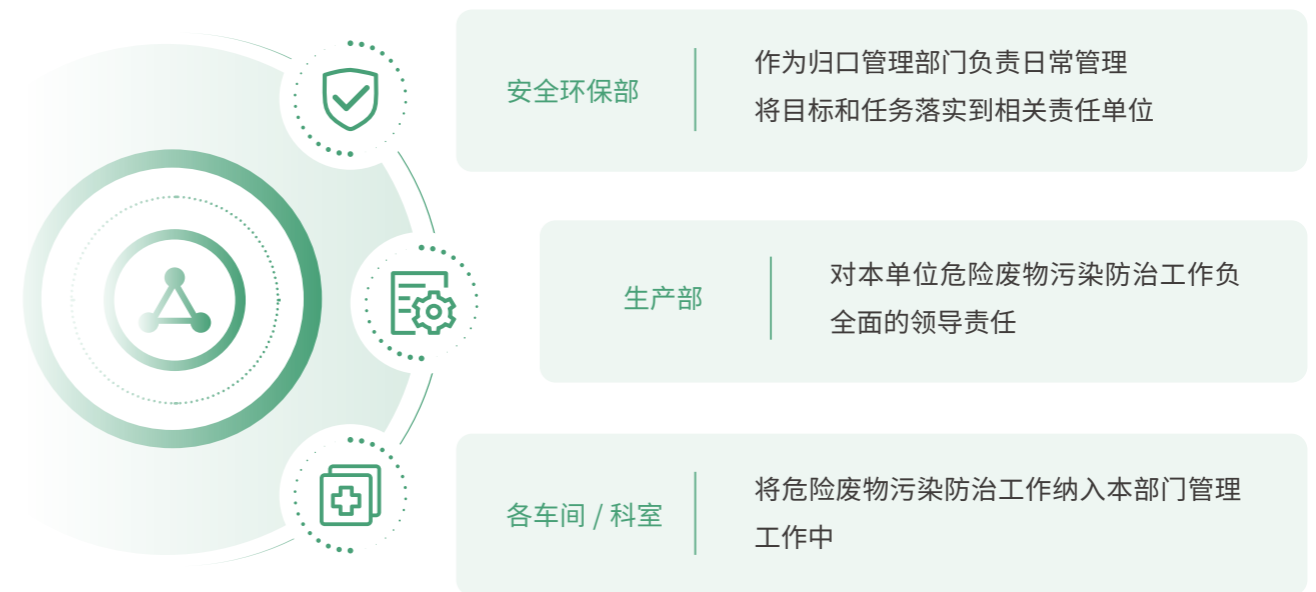 安全环保部
作为归口管理部门负责日常管理
将目标和任务落实到相关责任单位
生产部
对本单位危险废物污染防治工作负
全面的领导责任
各车间 / 科室
将危险废物污染防治工作纳入本部门管理
工作中